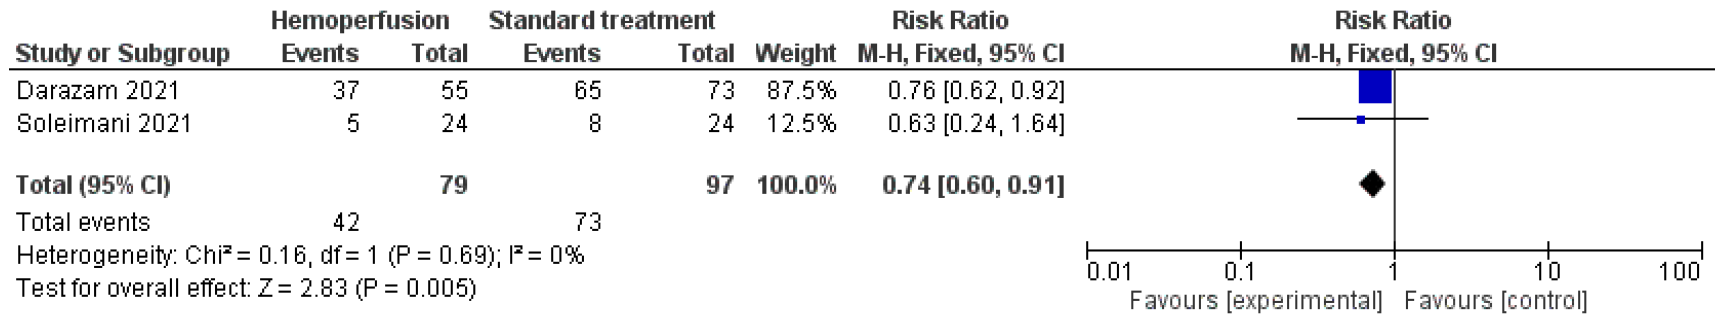 Hemoperfusion Standard treatment Risk Ratio Risk Ratio
Study or Subgroup Events Total Events Total Weight M-H, Fixed, 95% CI M-H, Fixed, 95% CI
Darazam 2021 37 55 65 73 87.5% 0.76 [0.62, 0.92]
Soleimani 2021 5 24 8 24 12.5% 0.63 [0.24, 1.64]
Total (95% CI) 79 97 100.0% 0.74 [0.60, 0.91]
Total events 42 73
Heterogeneity: Chi² = 0.16, df = 1 (P = 0.69); I² = 0%
Test for overall effect: Z = 2.83 (P = 0.005)
0.01 0.1 1 10 100
Favours [experimental] Favours [control]